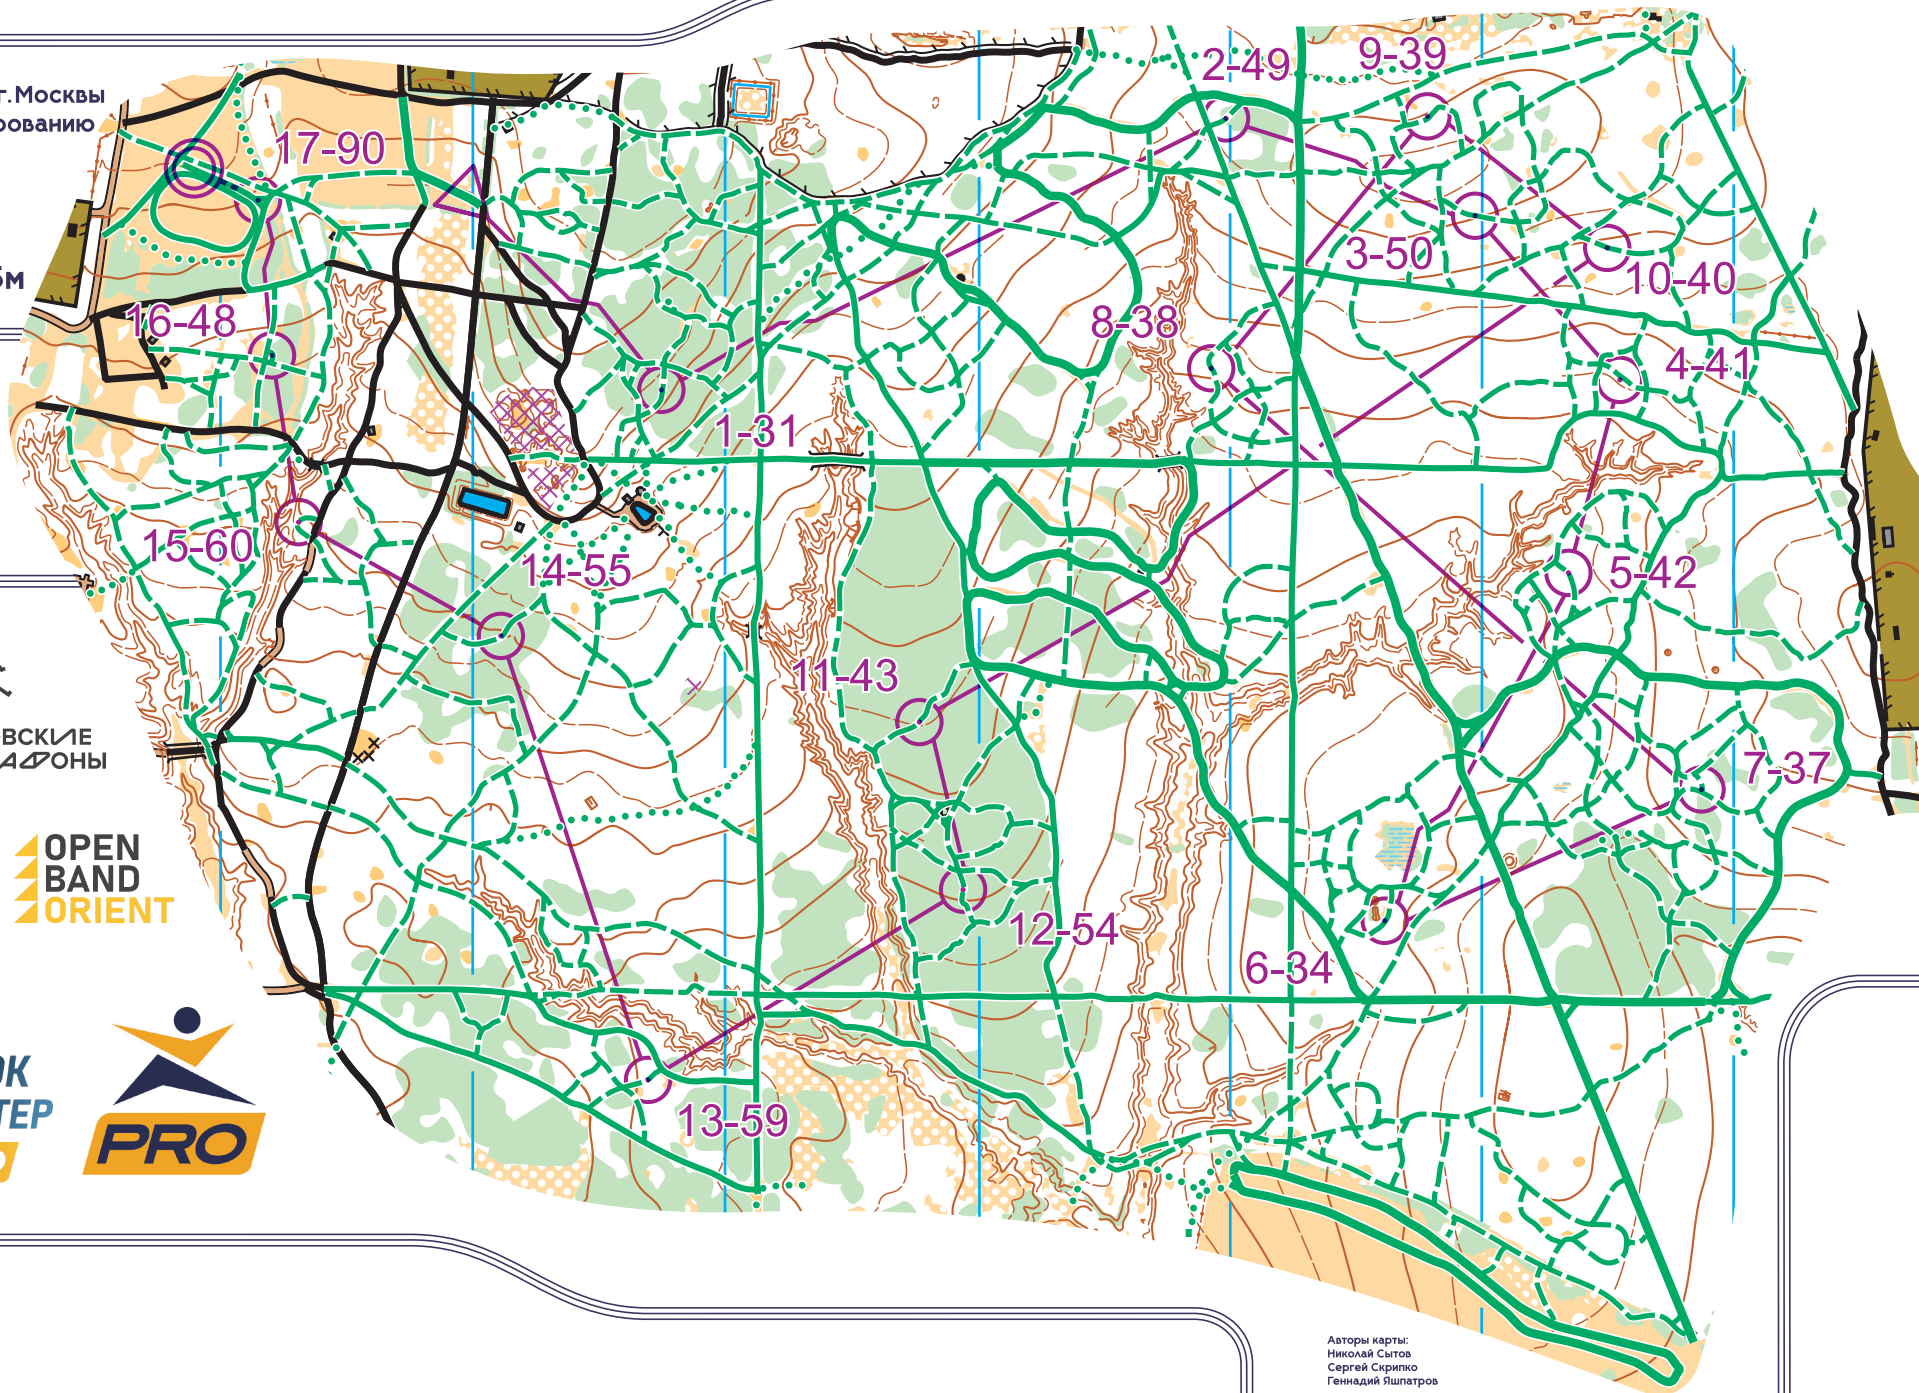 г.Москвы
рованию
5м
2-49
9-39
17-90
3-50
10-40
16-48
8-38
4-41
1-31
15-60
14-55
5-42
11-43
7-37
12-54
6-34
13-59
ВСКИЕ
ОНЫ
OPEN
BAND
ORIENT
ОК
ТЕР
PRO
Авторы карты:
Николай Сытов
Сергей Скрипко
Геннадий Яшпатров